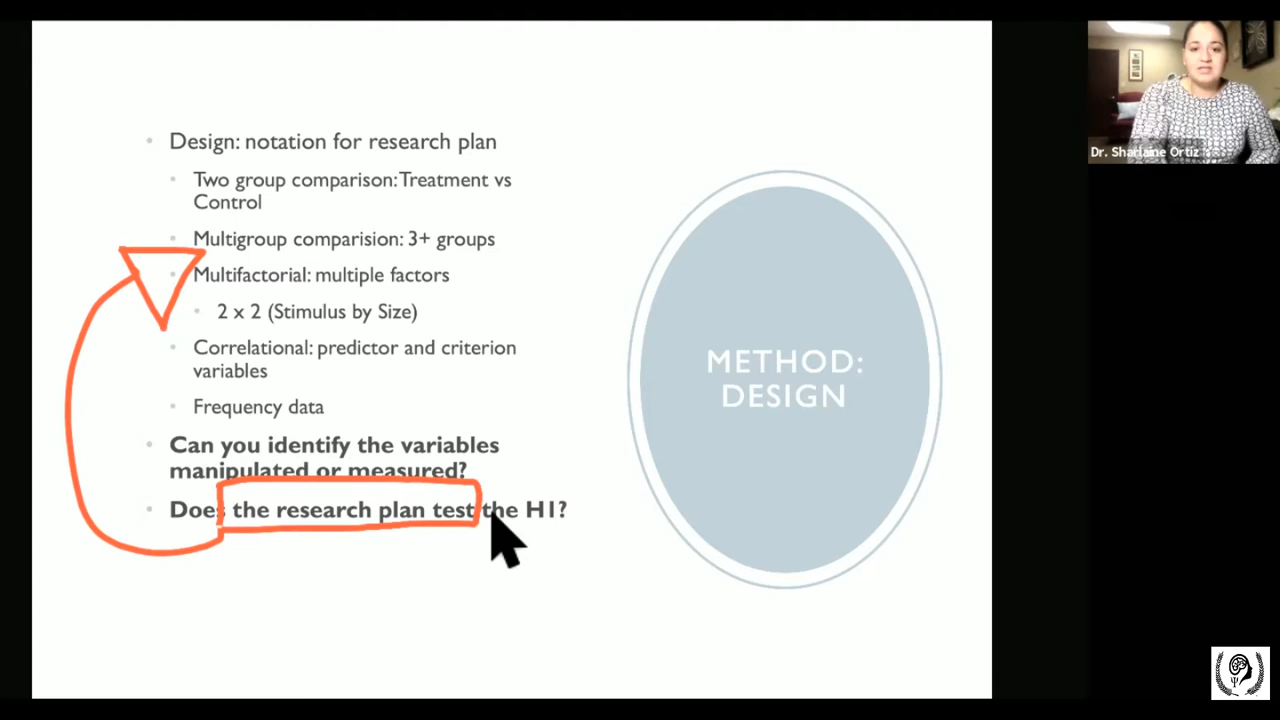 Design: notation for research plan
Two group comparison: Treatment vs
Control
Multigroup comparision: 3+ groups
Multifactorial: multiple factors
2 x 2 (Stimulus by Size)
Correlational: predictor and criterion
variables
Frequency data
Can you identify the variables
manipulated or measured?
Does the research plan test the H1?
METHOD:
DESIGN
Dr. Sharlaine Ortiz
Ψ